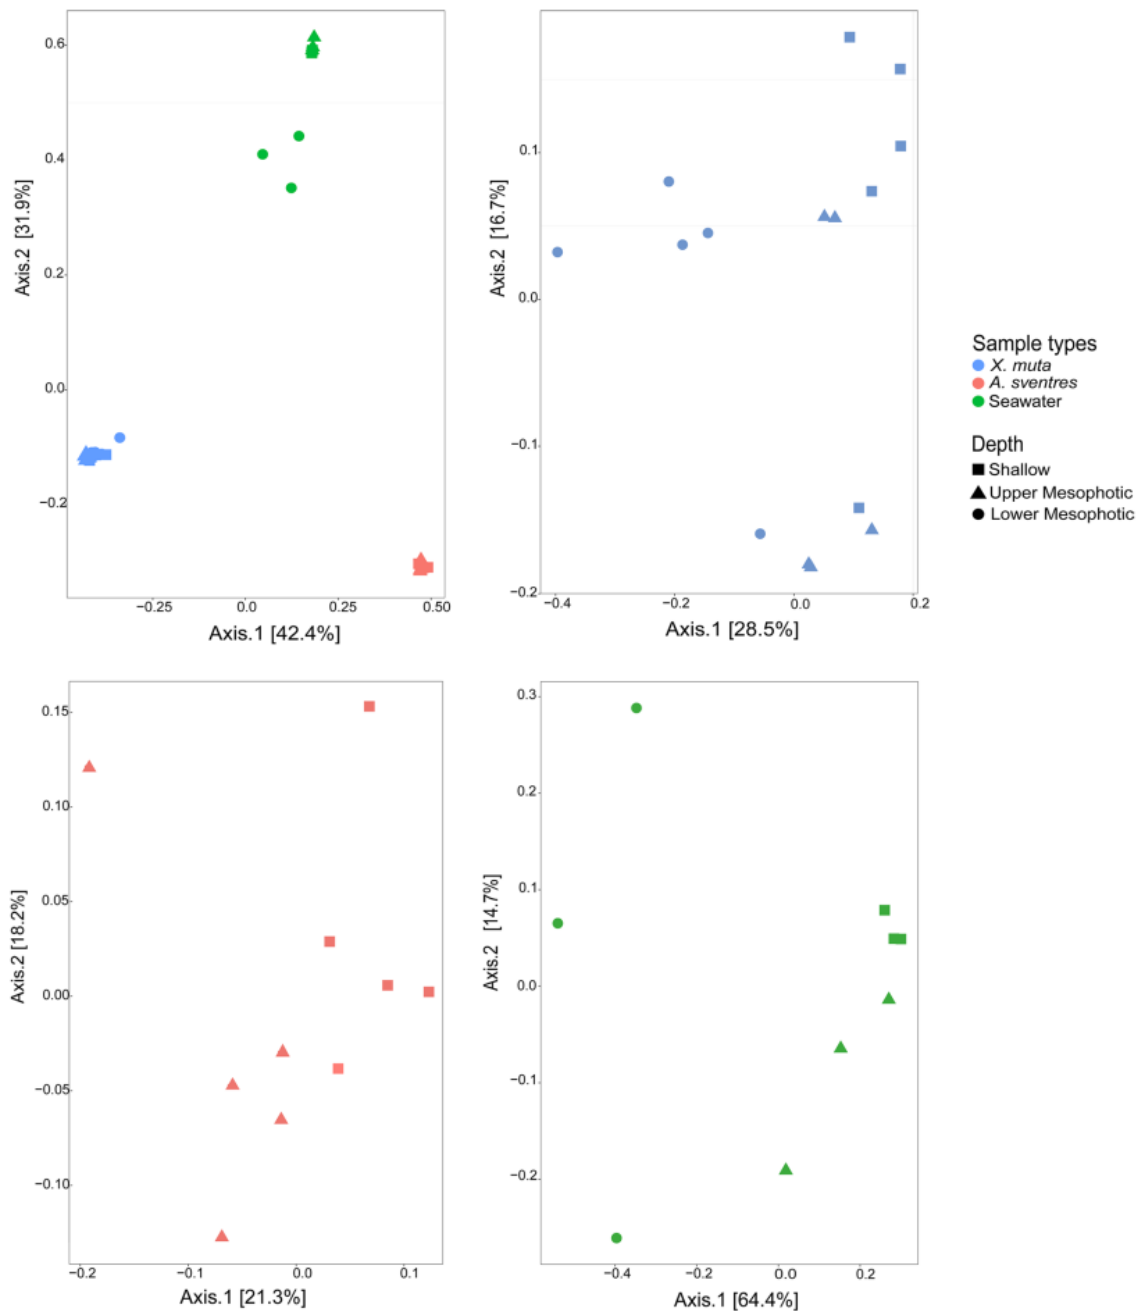 0.6
0.4
0.2
0.0
−0.2
Axis.2 [31.9%]
−0.25
0.0
0.25
0.50
Axis.1 [42.4%]
0.1
0.0
−0.1
−0.2
Axis.2 [16.7%]
−0.4
−0.2
0.0
0.2
Axis.1 [28.5%]
Sample types
X. muta
A. sventres
Seawater
Depth
Shallow
Upper Mesophotic
Lower Mesophotic
0.15
0.10
0.05
0.00
−0.05
−0.10
Axis.2 [18.2%]
−0.2
−0.1
0.0
0.1
Axis.1 [21.3%]
0.3
0.2
0.1
0.0
−0.1
−0.2
Axis.2 [14.7%]
−0.4
−0.2
0.0
0.2
Axis.1 [64.4%]